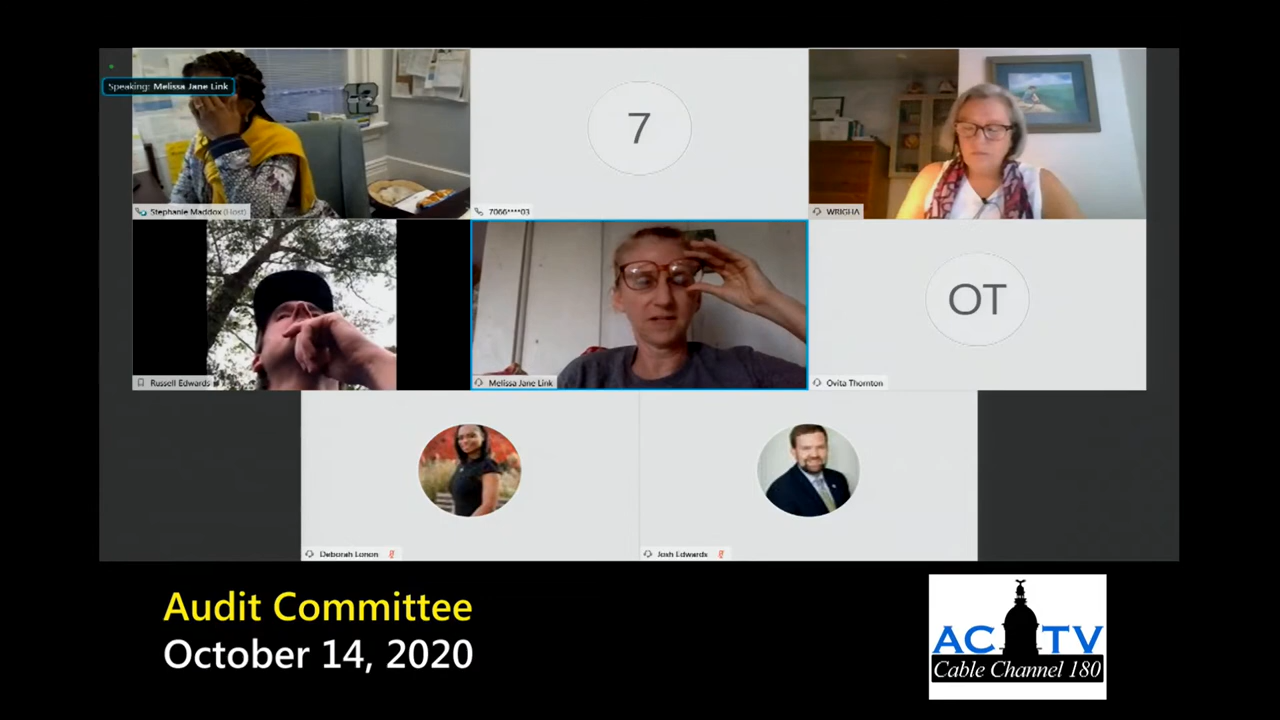 Speaking: Melissa Jane Link
7
Stephanie Maddox (Host)
7066****03
WRIGHA
OT
Russell Edwards
Melissa Jane Link
Ovita Thornton
Deborah Lonon
Josh Edwards
Audit Committee
October 14, 2020
AC TV
Cable Channel 180